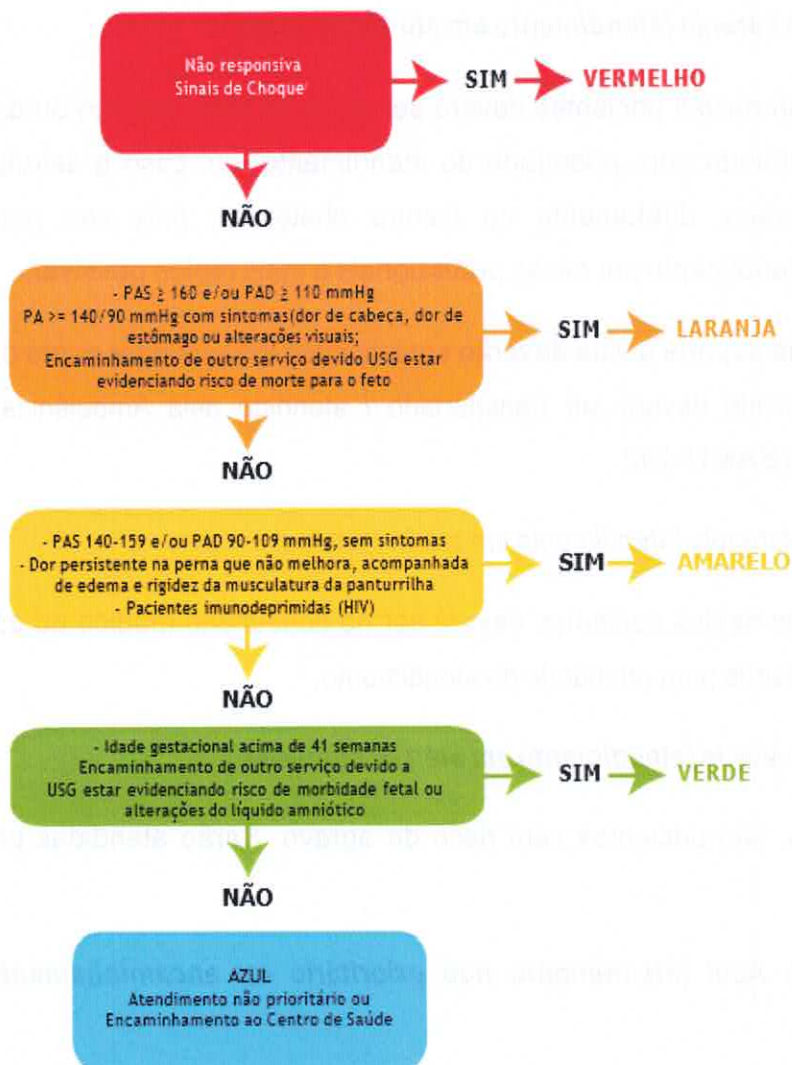 Não responsiva
Sinais de Choque
SIM
VERMELHO
NÃO
- PAS ≥ 160 e/ou PAD ≥ 110 mmHg
PA >= 140/90 mmHg com sintomas(dor de cabeça, dor de
estômago ou alterações visuais;
Encaminhamento de outro serviço devido USG estar
evidenciando risco de morte para o feto
SIM
LARANJA
NÃO
- PAS 140-159 e/ou PAD 90-109 mmHg, sem sintomas
- Dor persistente na perna que não melhora, acompanhada
de edema e rigidez da musculatura da panturrilha
- Pacientes imunodeprimidas (HIV)
SIM
AMARELO
NÃO
- Idade gestacional acima de 41 semanas
Encaminhamento de outro serviço devido a
USG estar evidenciando risco de morbidade fetal ou
alterações do líquido amniótico
SIM
VERDE
NÃO
AZUL
Atendimento não prioritário ou
Encaminhamento ao Centro de Saúde